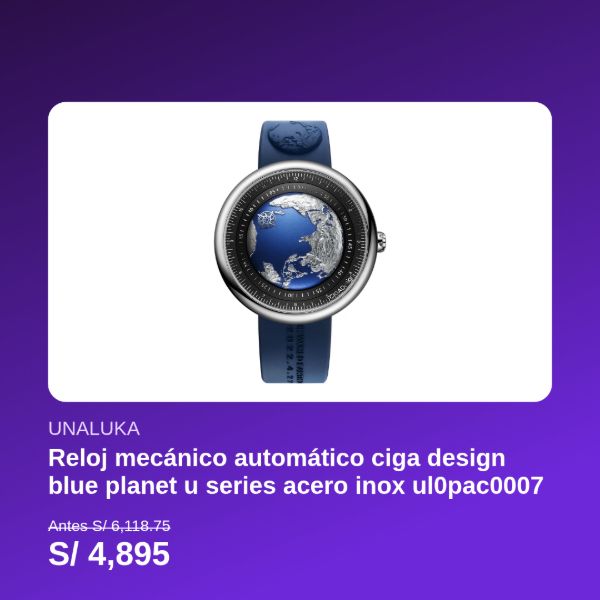 UNALUKA
Reloj mecánico automático ciga design
blue planet u series acero inox ul0pac0007
Antes S/ 6,118.75
S/ 4,895